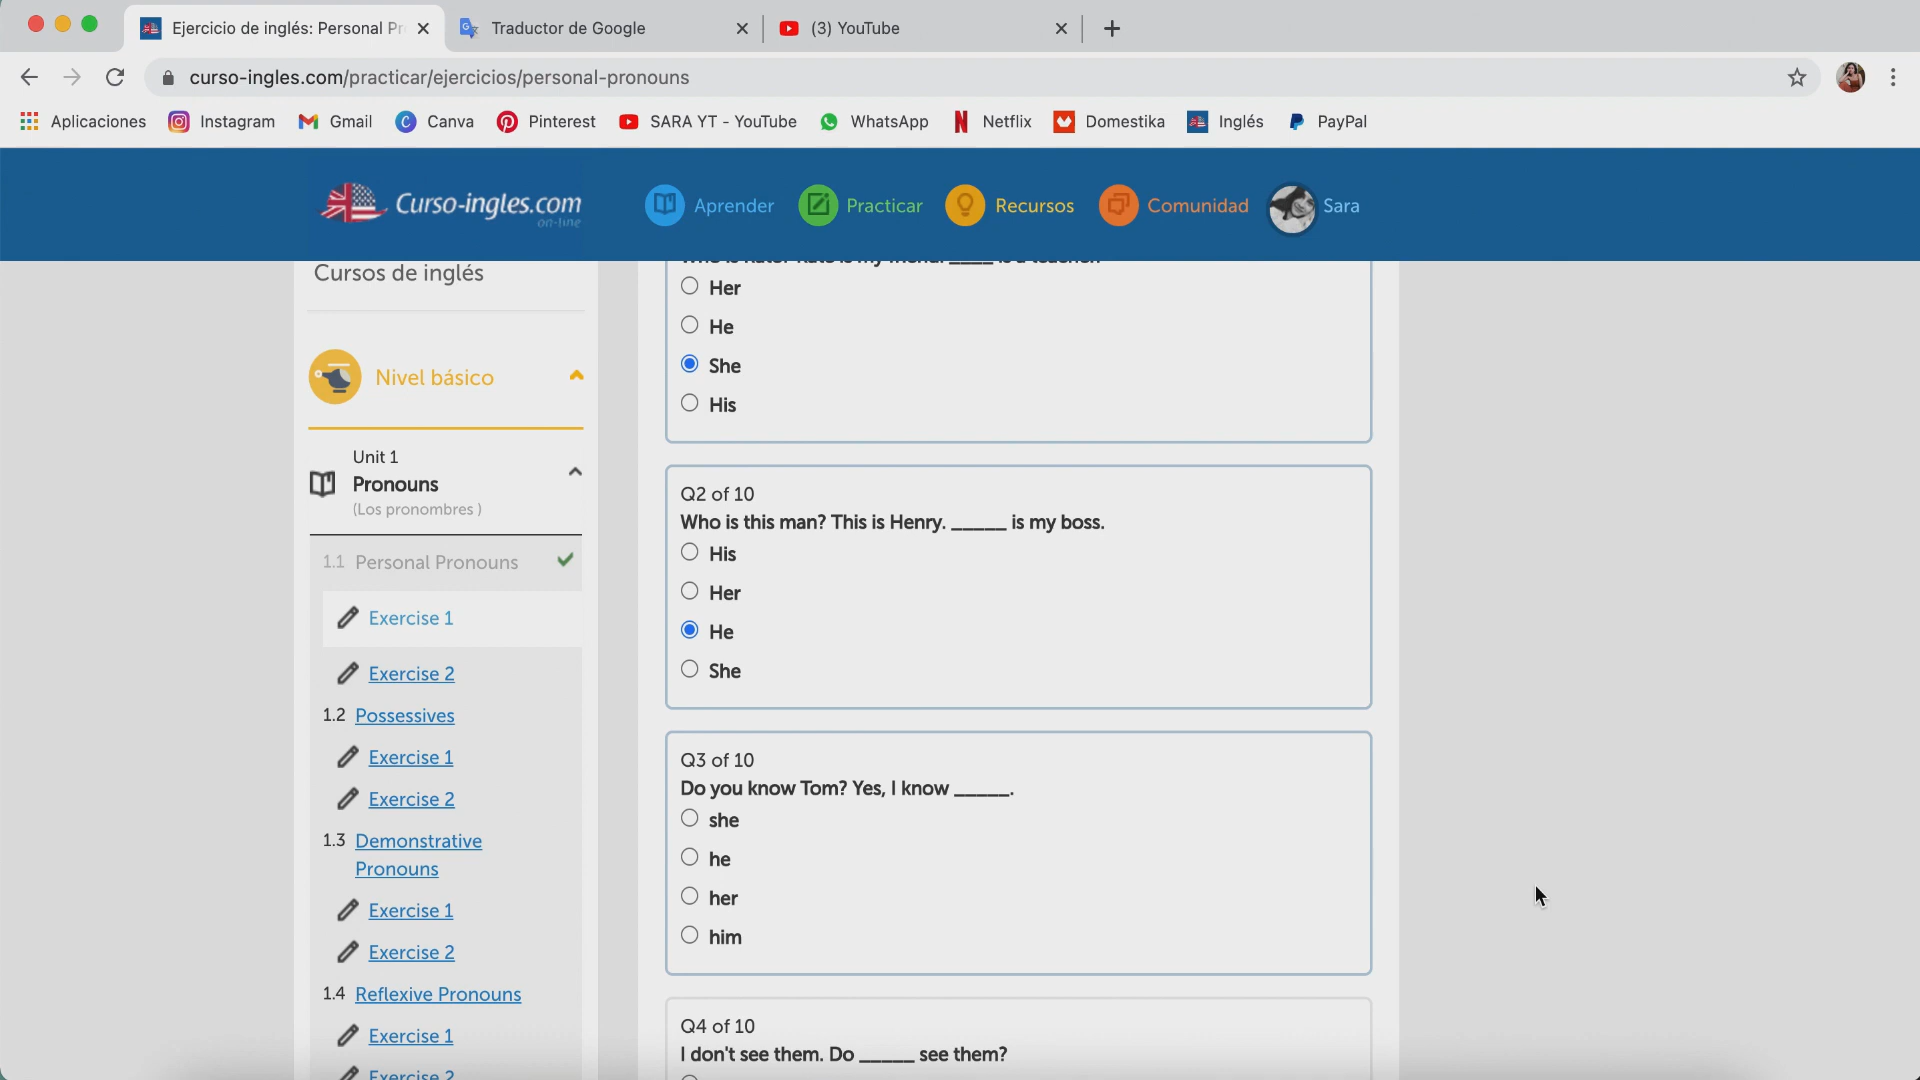 Ejercicio de inglés: Personal Pr
Traductor de Google
(3) YouTube
curso-ingles.com/practicar/ejercicios/personal-pronouns
Aplicaciones
Instagram
Gmail
Canva
Pinterest
SARA YT - YouTube
WhatsApp
Netflix
Domestika
Inglés
PayPal
Curso-ingles.com
on-line
Aprender
Practicar
Recursos
Comunidad
Sara
Cursos de inglés
Nivel básico
Unit 1
Pronouns
(Los pronombres )
1.1 Personal Pronouns
Exercise 1
Exercise 2
1.2 Possessives
Exercise 1
Exercise 2
1.3 Demonstrative
Pronouns
Exercise 1
Exercise 2
1.4 Reflexive Pronouns
Exercise 1
Exercise 2
Her
He
She
His
Q2 of 10
Who is this man? This is Henry. _____ is my boss.
His
Her
He
She
Q3 of 10
Do you know Tom? Yes, I know _____.
she
he
her
him
Q4 of 10
I don't see them. Do _____ see them?